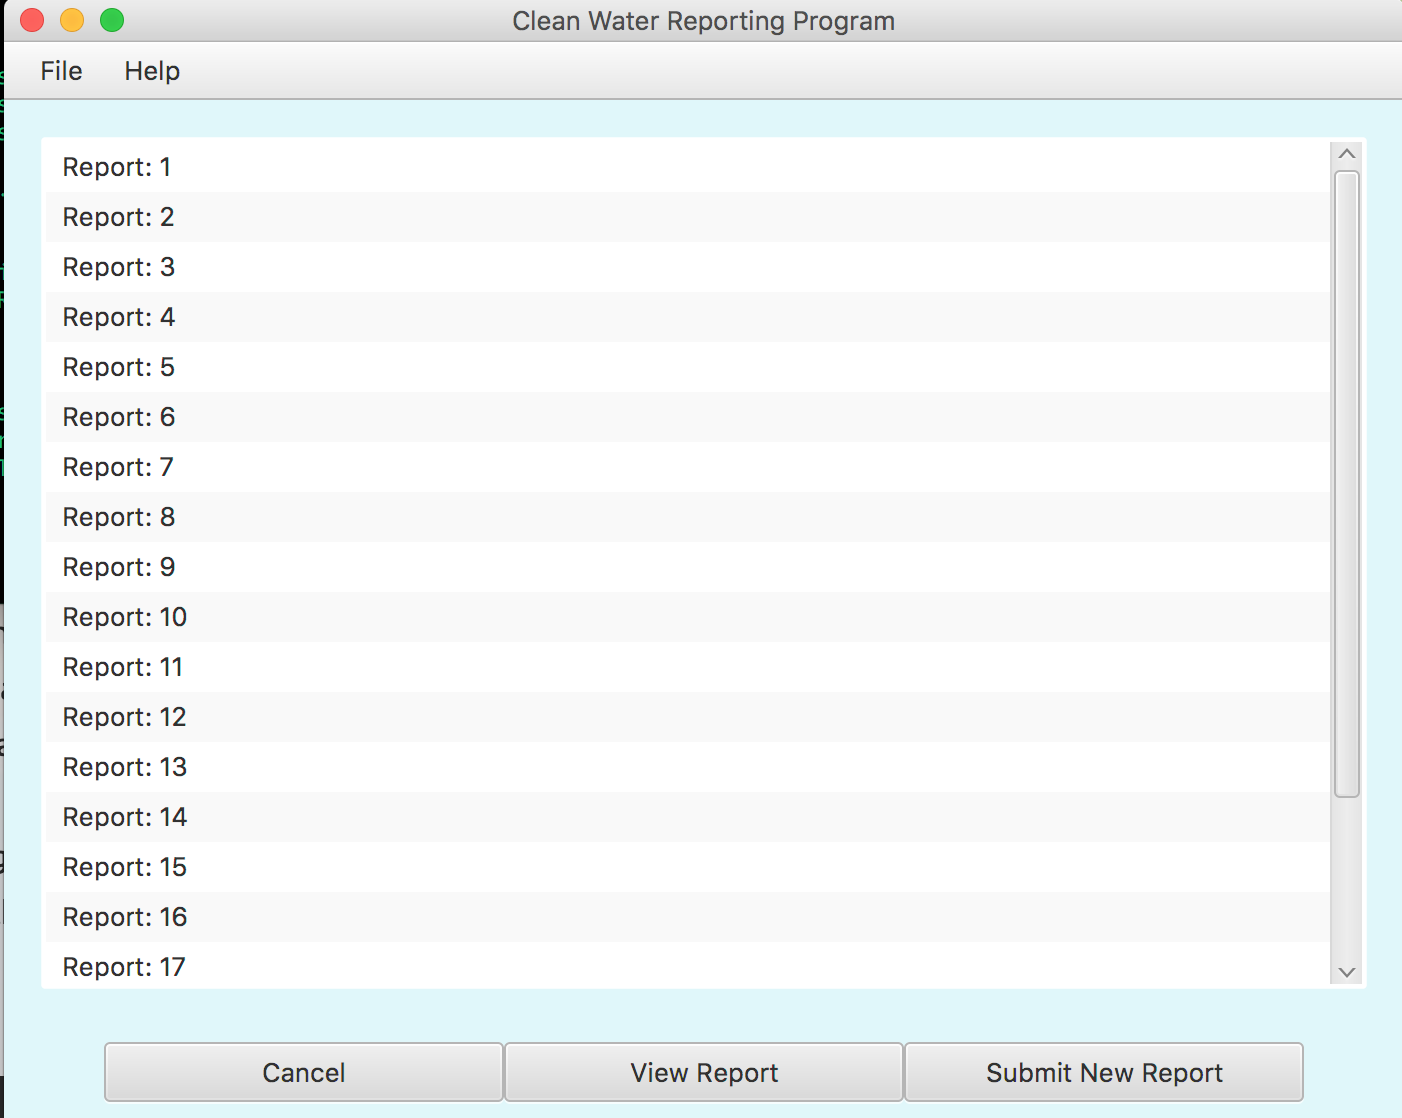 Clean Water Reporting Program
File Help
Report: 1
Report: 2
Report: 3
Report: 4
Report: 5
Report: 6
Report: 7
Report: 8
Report: 9
Report: 10
Report: 11
Report: 12
Report: 13
Report: 14
Report: 15
Report: 16
Report: 17
Cancel View Report Submit New Report